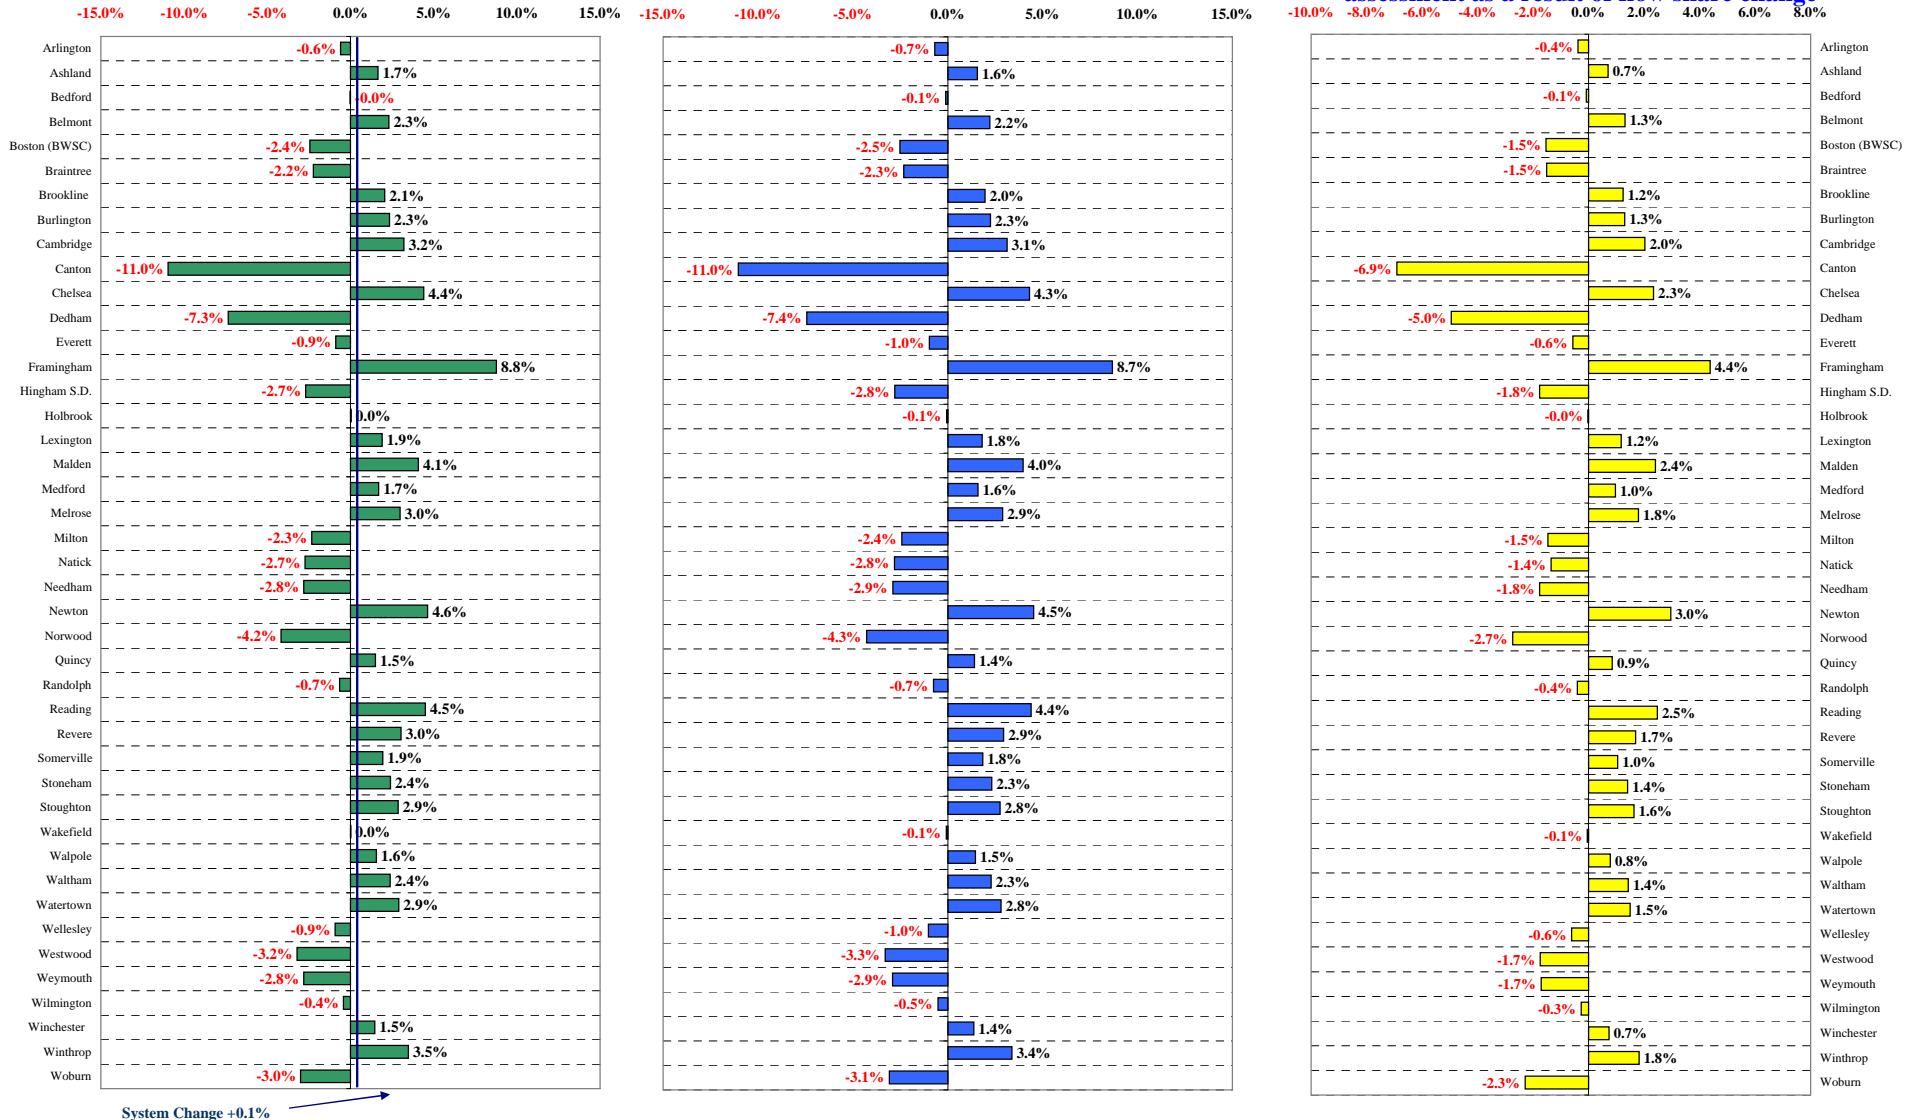 assessment as a result of flow share change
-15.0% -10.0% -5.0% 0.0% 5.0% 10.0% 15.0% -15.0% -10.0% -5.0% 0.0% 5.0% 10.0% 15.0% -10.0% -8.0% -6.0% -4.0% -2.0% 0.0% 2.0% 4.0% 6.0% 8.0%
Arlington -0.6% -0.7% -0.4% Arlington
Ashland 1.7% 1.6% 0.7% Ashland
Bedford -0.0% -0.1% -0.1% Bedford
Belmont 2.3% 2.2% 1.3% Belmont
Boston (BWSC) -2.4% -2.5% -1.5% Boston (BWSC)
Braintree -2.2% -2.3% -1.5% Braintree
Brookline 2.1% 2.0% 1.2% Brookline
Burlington 2.3% 2.3% 1.3% Burlington
Cambridge 3.2% 3.1% 2.0% Cambridge
Canton -11.0% -11.0% -6.9% Canton
Chelsea 4.4% 4.3% 2.3% Chelsea
Dedham -7.3% -7.4% -5.0% Dedham
Everett -0.9% -1.0% -0.6% Everett
Framingham 8.8% 8.7% 4.4% Framingham
Hingham S.D. -2.7% -2.8% -1.8% Hingham S.D.
Holbrook 0.0% -0.1% -0.0% Holbrook
Lexington 1.9% 1.8% 1.2% Lexington
Malden 4.1% 4.0% 2.4% Malden
Medford 1.7% 1.6% 1.0% Medford
Melrose 3.0% 2.9% 1.8% Melrose
Milton -2.3% -2.4% -1.5% Milton
Natick -2.7% -2.8% -1.4% Natick
Needham -2.8% -2.9% -1.8% Needham
Newton 4.6% 4.5% 3.0% Newton
Norwood -4.2% -4.3% -2.7% Norwood
Quincy 1.5% 1.4% 0.9% Quincy
Randolph -0.7% -0.7% -0.4% Randolph
Reading 4.5% 4.4% 2.5% Reading
Revere 3.0% 2.9% 1.7% Revere
Somerville 1.9% 1.8% 1.0% Somerville
Stoneham 2.4% 2.3% 1.4% Stoneham
Stoughton 2.9% 2.8% 1.6% Stoughton
Wakefield 0.0% -0.1% -0.1% Wakefield
Walpole 1.6% 1.5% 0.8% Walpole
Waltham 2.4% 2.3% 1.4% Waltham
Watertown 2.9% 2.8% 1.5% Watertown
Wellesley -0.9% -1.0% -0.6% Wellesley
Westwood -3.2% -3.3% -1.7% Westwood
Weymouth -2.8% -2.9% -1.7% Weymouth
Wilmington -0.4% -0.5% -0.3% Wilmington
Winchester 1.5% 1.4% 0.7% Winchester
Winthrop 3.5% 3.4% 1.8% Winthrop
Woburn -3.0% -3.1% -2.3% Woburn
System Change +0.1%